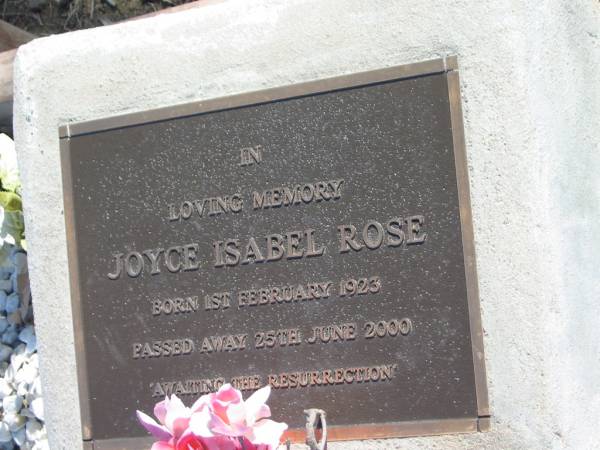 IN
LOVING MEMORY
JOYCE ISABEL ROSE
BORN 1ST FEBRUARY 1923
PASSED AWAY 25TH JUNE 2000
'AWAITING THE RESURRECTION'